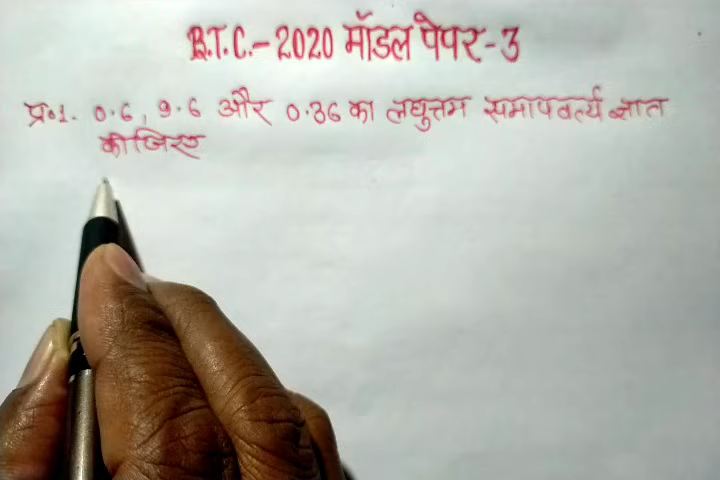 B.T.C.-2020 मॉडल पेपर-3
प्र०1. 0.6, 9.6 और 0.36 का लघुत्तम समापवर्त्य ज्ञात
कीजिए